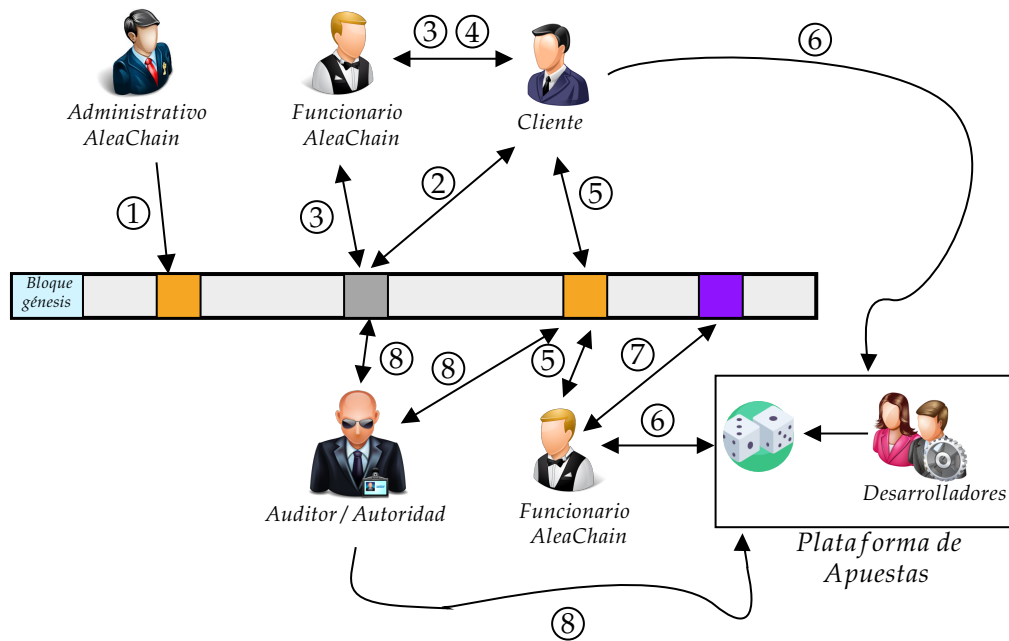 ③ ④
⑥
Administrativo
AleaChain
Funcionario
AleaChain
Cliente
②
①
③
⑤
Bloque
génesis
⑧
⑧
⑤
⑦
⑥
Auditor / Autoridad
Funcionario
AleaChain
Desarrolladores
Plataforma de
Apuestas
⑧